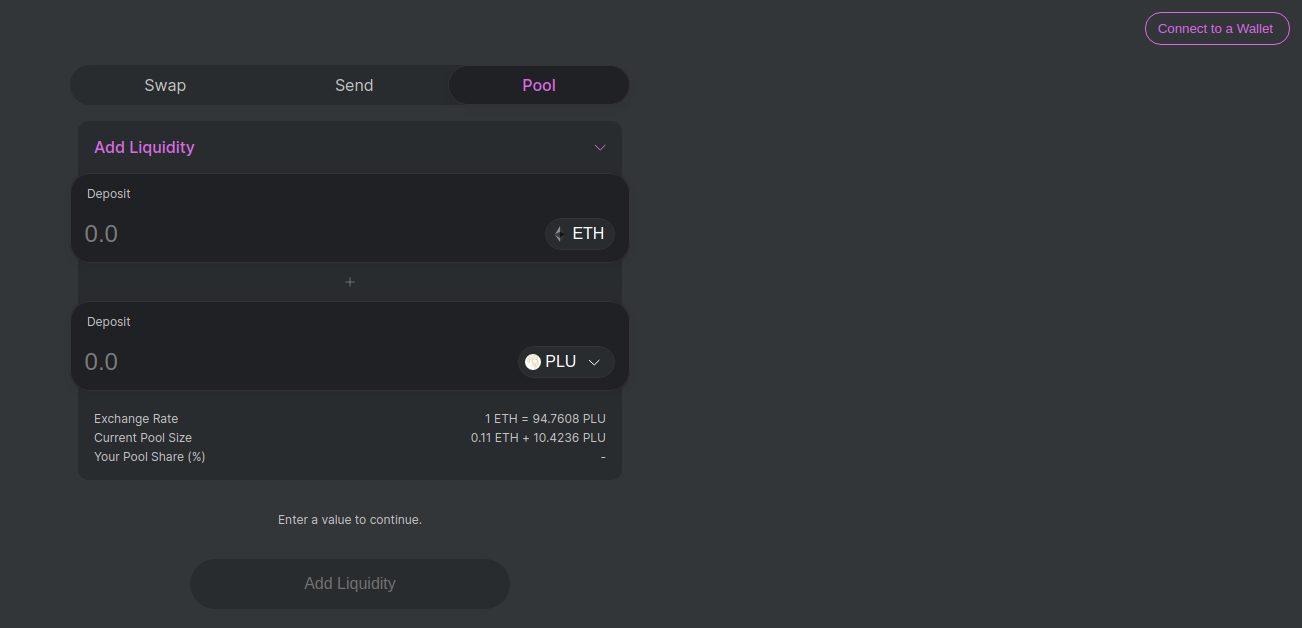 Connect to a Wallet
Swap Send Pool
Add Liquidity
Deposit
0.0 ETH
+
Deposit
0.0 PLU
Exchange Rate 1 ETH = 94.7608 PLU
Current Pool Size 0.11 ETH + 10.4236 PLU
Your Pool Share (%) -
Enter a value to continue.
Add Liquidity